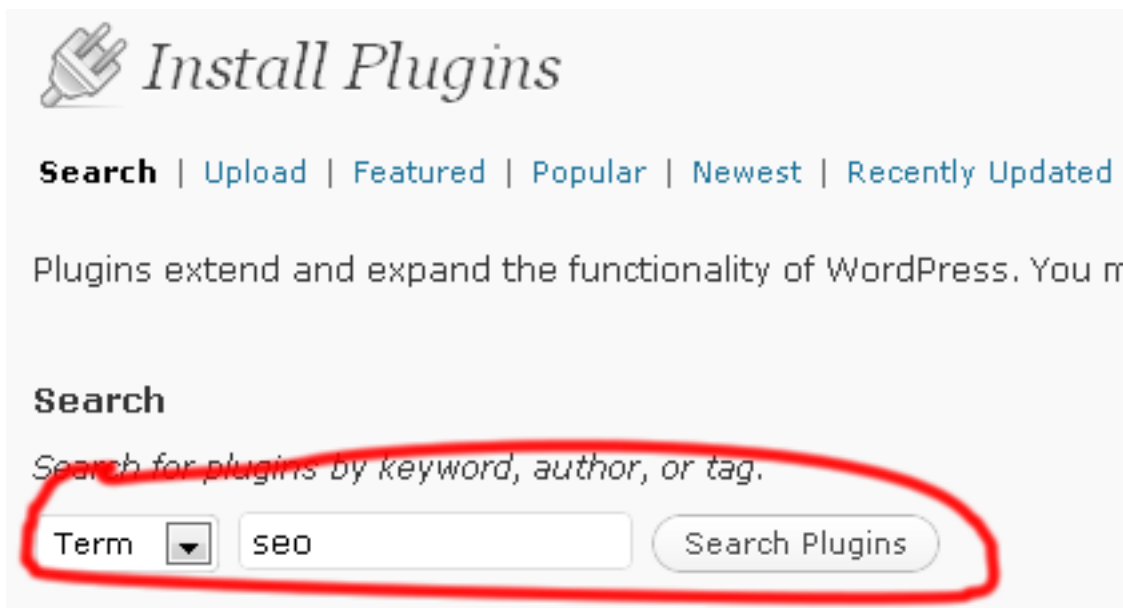 Install Plugins
Search | Upload | Featured | Popular | Newest | Recently Updated
Plugins extend and expand the functionality of WordPress. You
Search
Search for plugins by keyword, author, or tag.
Term seo Search Plugins